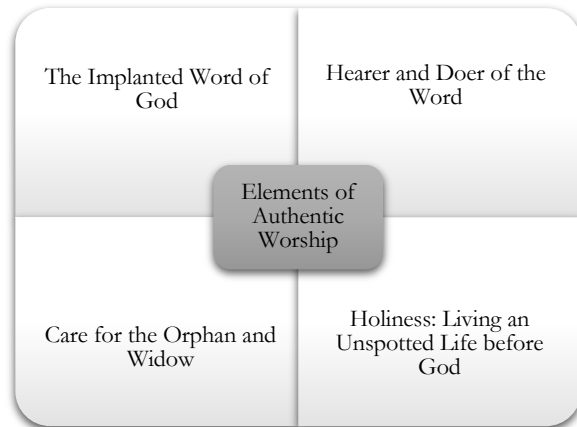 The Implanted Word of
God
Hearer and Doer of the
Word
Elements of
Authentic
Worship
Care for the Orphan and
Widow
Holiness: Living an
Unspotted Life before
God